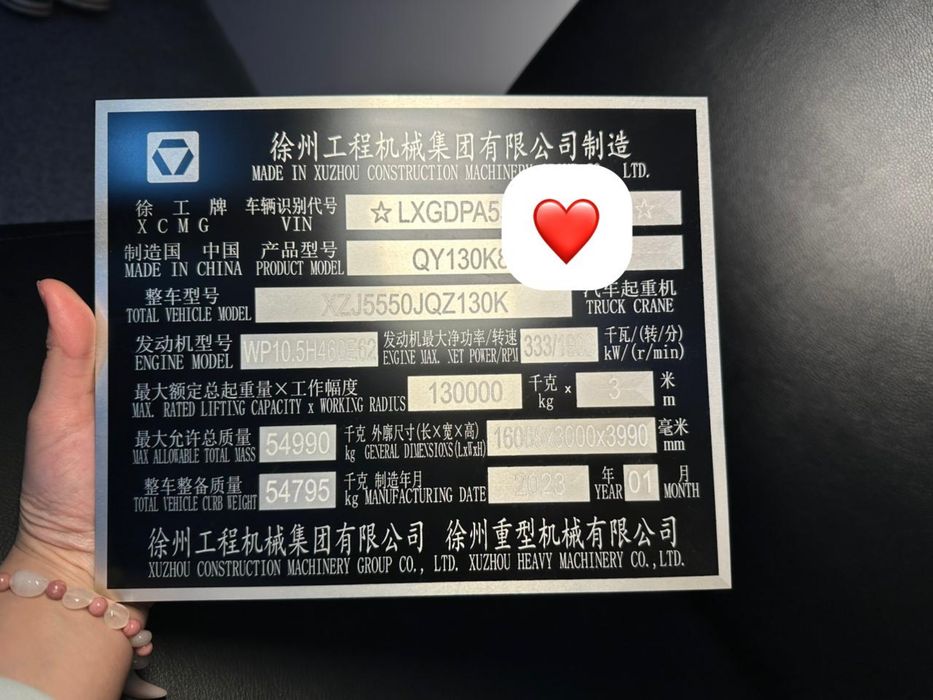 徐州工程机械集团有限公司制造
MADE IN XUZHOU CONSTRUCTION MACHINERY LTD.
徐工牌 车辆识别代号 ☆LXGDPA5 ☆
XCMG VIN
制造国 中国 产品型号 QY130K8
MADE IN CHINA PRODUCT MODEL
整车型号 XZJ5550JQZ130K 汽车起重机
TOTAL VEHICLE MODEL TRUCK CRANE
发动机型号 发动机最大净功率/转速 千瓦/(转/分)
ENGINE MODEL ENGINE MAX. NET POWER/RPM kW/(r/min)
最大额定总起重量×工作幅度 130000 千克 x 3 米
MAX. RATED LIFTING CAPACITY x WORKING RADIUS kg m
最大允许总质量 54990 千克 外廓尺寸(长×宽×高) 毫米
MAX ALLOWABLE TOTAL MASS kg GENERAL DIMENSIONS(LxWxH) mm
整车整备质量 54795 千克 制造年月 2023 年 01 月
TOTAL VEHICLE CURB WEIGHT kg MANUFACTURING DATE YEAR MONTH
徐州工程机械集团有限公司 徐州重型机械有限公司
XUZHOU CONSTRUCTION MACHINERY GROUP CO., LTD. XUZHOU HEAVY MACHINERY CO.,LTD.